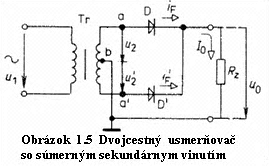 Tr
a
D
i_F
u_1
b
u_2
u_2'
I_0
R_z
u_0
i_F'
a'
D'
Obrázok 1.5 Dvojcestný usmerňovač
so súmerným sekundárnym vinutím